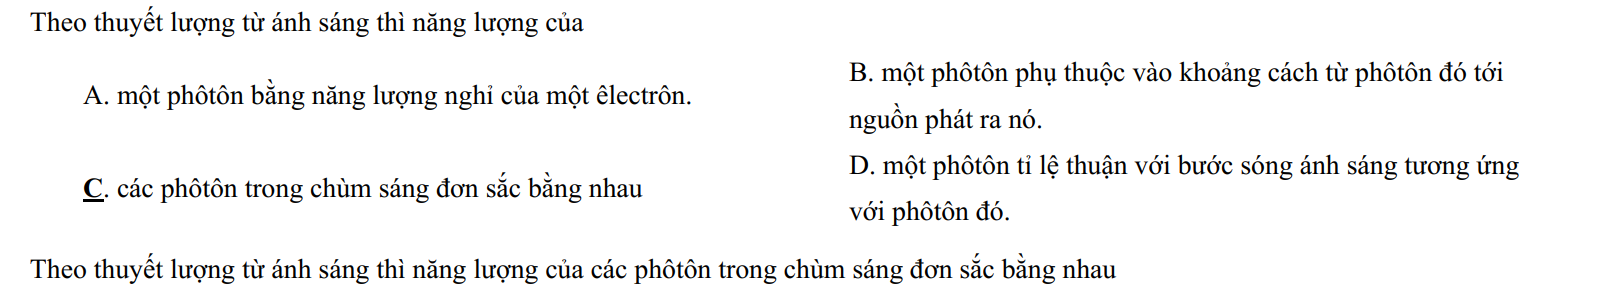 Theo thuyết lượng từ ánh sáng thì năng lượng của
A. một phôtôn bằng năng lượng nghỉ của một êlectrôn.
B. một phôtôn phụ thuộc vào khoảng cách từ phôtôn đó tới
nguồn phát ra nó.
C. các phôtôn trong chùm sáng đơn sắc bằng nhau
D. một phôtôn tỉ lệ thuận với bước sóng ánh sáng tương ứng
với phôtôn đó.
Theo thuyết lượng từ ánh sáng thì năng lượng của các phôtôn trong chùm sáng đơn sắc bằng nhau